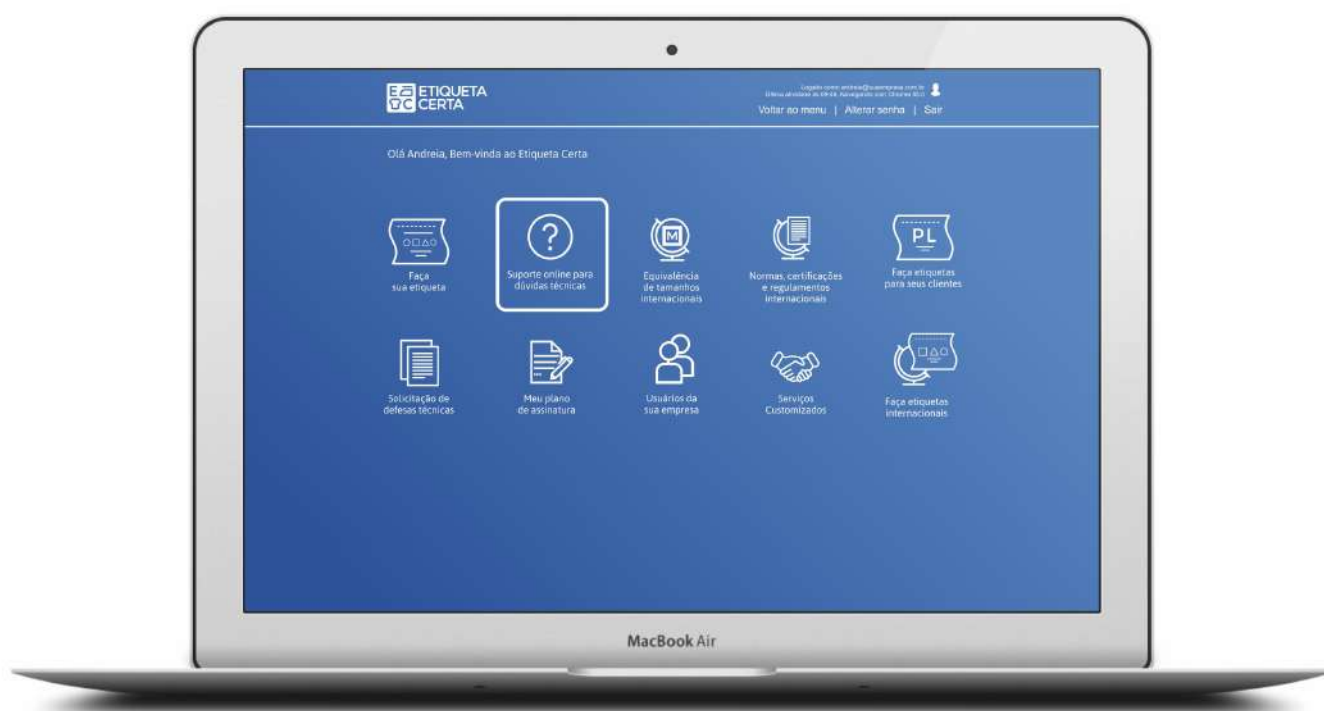 ETIQUETA
CERTA
Voltar ao menu | Alterar senha | Sair
Olá Andreia, Bem-vinda ao Etiqueta Certa
Faça
sua etiqueta
Suporte online para
dúvidas técnicas
M
Equivalência
de tamanhos
internacionais
Normas, certificações
e regulamentos
internacionais
PL
Faça etiquetas
para seus clientes
Solicitação de
defesas técnicas
Meu plano
de assinatura
Usuários da
sua empresa
Serviços
Customizados
Faça etiquetas
internacionais
MacBook Air